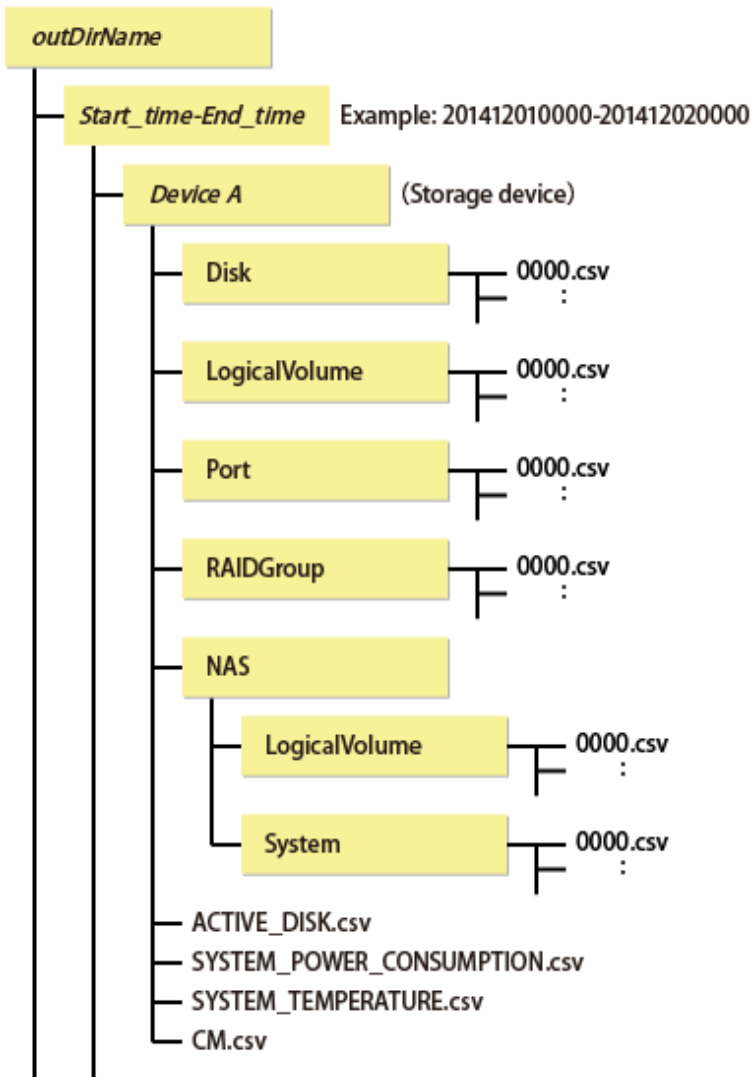 outDirName
Start_time-End_time Example: 201412010000-201412020000
Device A (Storage device)
Disk 0000.csv
:
LogicalVolume 0000.csv
:
Port 0000.csv
:
RAIDGroup 0000.csv
:
NAS
LogicalVolume 0000.csv
:
System 0000.csv
:
ACTIVE_DISK.csv
SYSTEM_POWER_CONSUMPTION.csv
SYSTEM_TEMPERATURE.csv
CM.csv